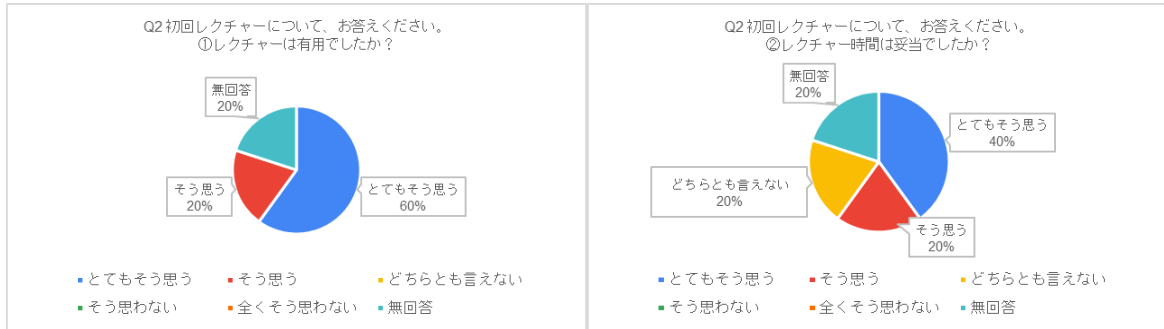 Q2 初回レクチャーについて、お答えください。
①レクチャーは有用でしたか？
無回答
20%
そう思う
20%
とてもそう思う
60%
とてもそう思う
そう思う
どちらとも言えない
そう思わない
全くそう思わない
無回答
Q2 初回レクチャーについて、お答えください。
②レクチャー時間は妥当でしたか？
無回答
20%
とてもそう思う
40%
どちらとも言えない
20%
そう思う
20%
とてもそう思う
そう思う
どちらとも言えない
そう思わない
全くそう思わない
無回答